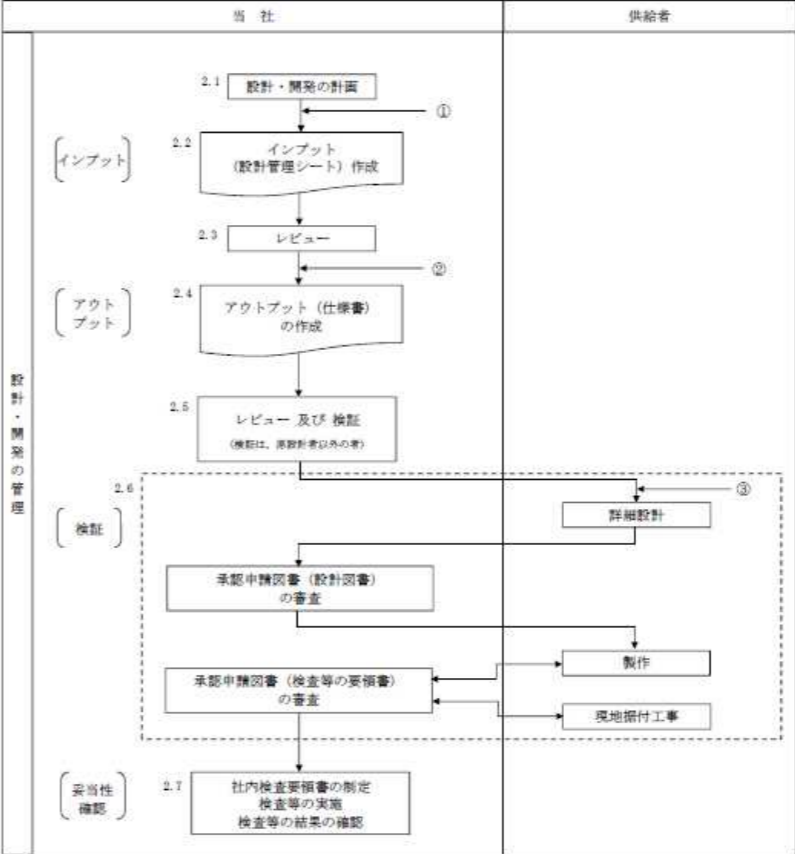 当 社
供給者
設計・開発の管理
2.1
設計・開発の計画
①
[インプット]
2.2
インプット
(設計管理シート)作成
2.3
レビュー
②
[アウト
プット]
2.4
アウトプット(仕様書)
の作成
2.5
レビュー 及び 検証
(検証は、原設計者以外の者)
2.6
③
[検証]
詳細設計
承認申請図書(設計図書)
の審査
製作
承認申請図書(検査等の要領書)
の審査
現地据付工事
[妥当性
確認]
2.7
社内検査要領書の制定
検査等の実施
検査等の結果の確認